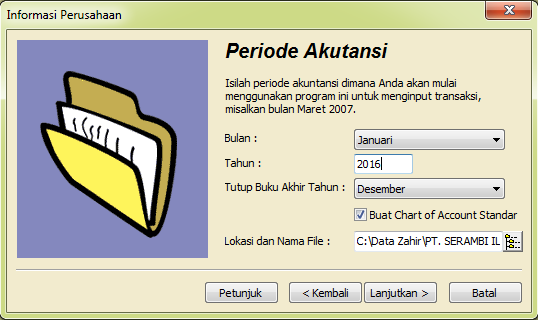 Informasi Perusahaan
Periode Akutansi
Isilah periode akuntansi dimana Anda akan mulai
menggunakan program ini untuk menginput transaksi,
misalkan bulan Maret 2007.
Bulan : Januari
Tahun : 2016
Tutup Buku Akhir Tahun : Desember
Buat Chart of Account Standar
Lokasi dan Nama File : C:\Data Zahir\PT. SERAMBI IL
Petunjuk < Kembali Lanjutkan > Batal